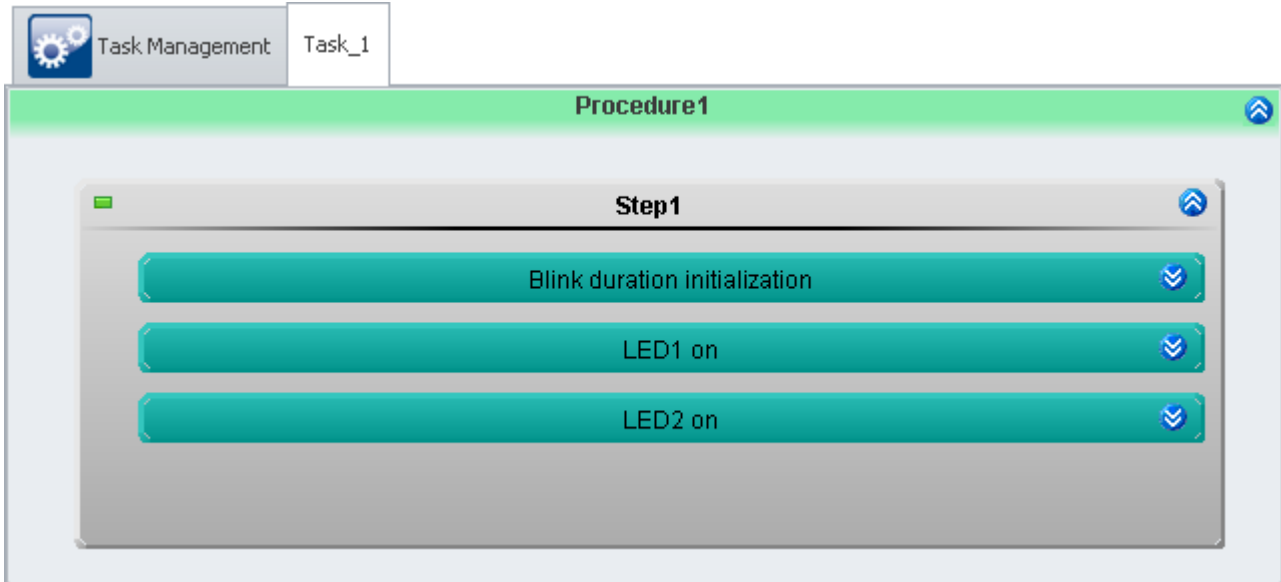 Task Management
Task_1
Procedure1
Step1
Blink duration initialization
LED1 on
LED2 on